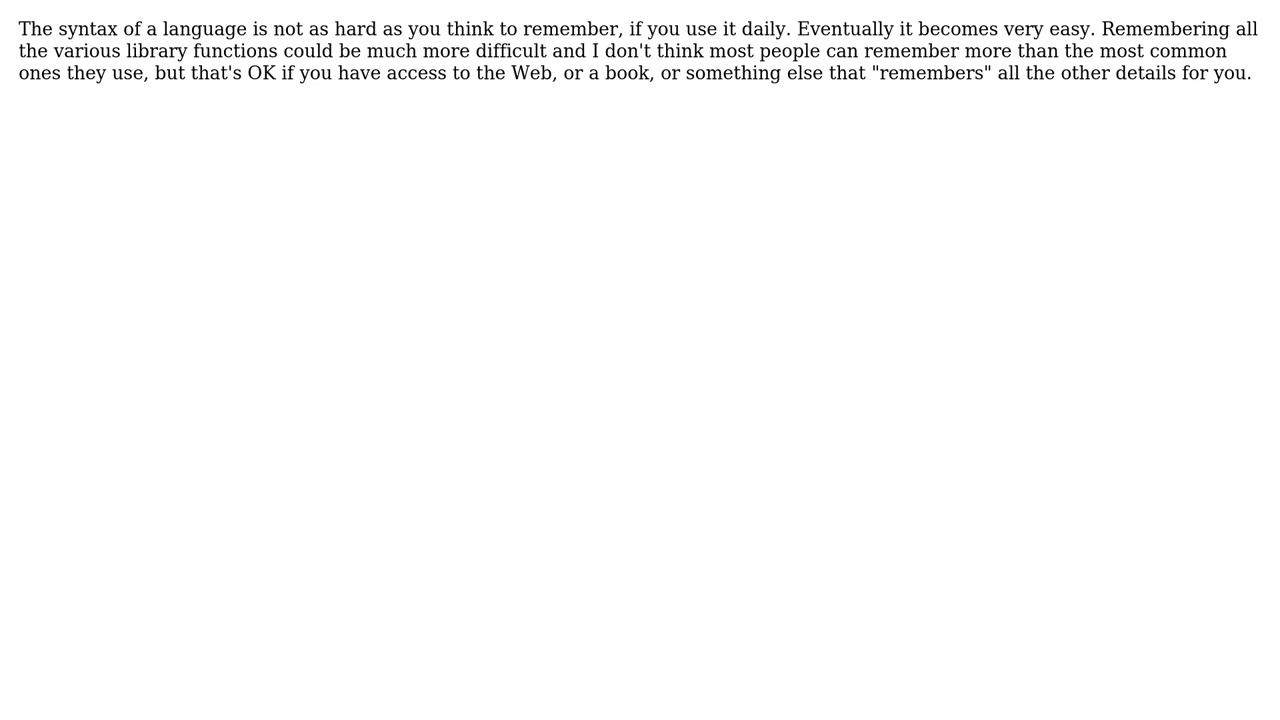 The syntax of a language is not as hard as you think to remember, if you use it daily. Eventually it becomes very easy. Remembering all
the various library functions could be much more difficult and I don't think most people can remember more than the most common
ones they use, but that's OK if you have access to the Web, or a book, or something else that "remembers" all the other details for you.